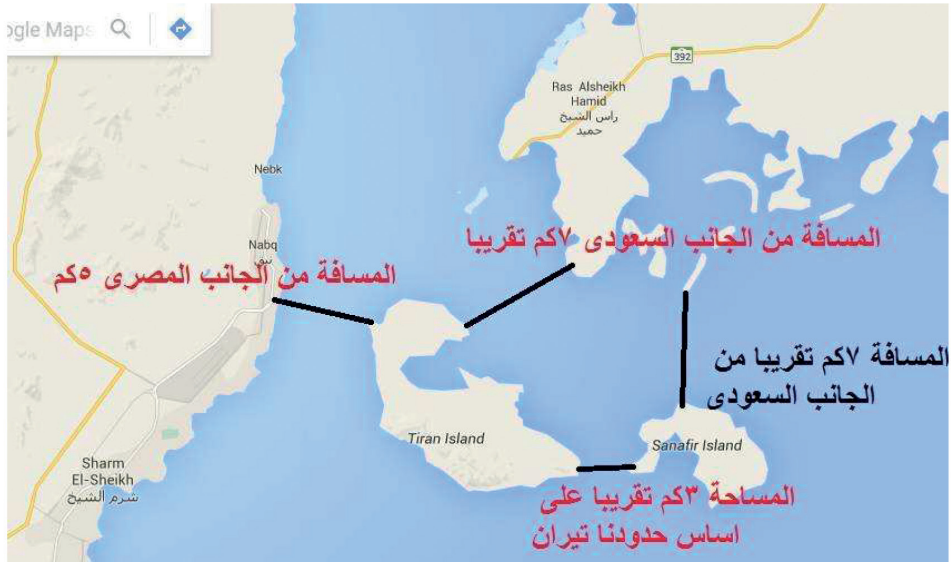 ogle Maps
392
Ras Alsheikh
Hamid
راس الشيخ
حميد
Nebk
Nabq
نبق
المسافة من الجانب السعودى ٧كم تقريبا
المسافة من الجانب المصرى ٥كم
المسافة ٧كم تقريبا من
الجانب السعودى
Tiran Island
Sanafir Island
Sharm
El-Sheikh
شرم الشيخ
المساحة ٣كم تقريبا على
اساس حدودنا تيران